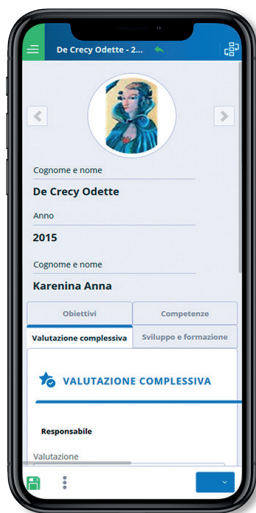 De Crecy Odette - 2...
Cognome e nome
De Crecy Odette
Anno
2015
Cognome e nome
Karenina Anna
Obiettivi
Competenze
Valutazione complessiva
Sviluppo e formazione
VALUTAZIONE COMPLESSIVA
Responsabile
Valutazione